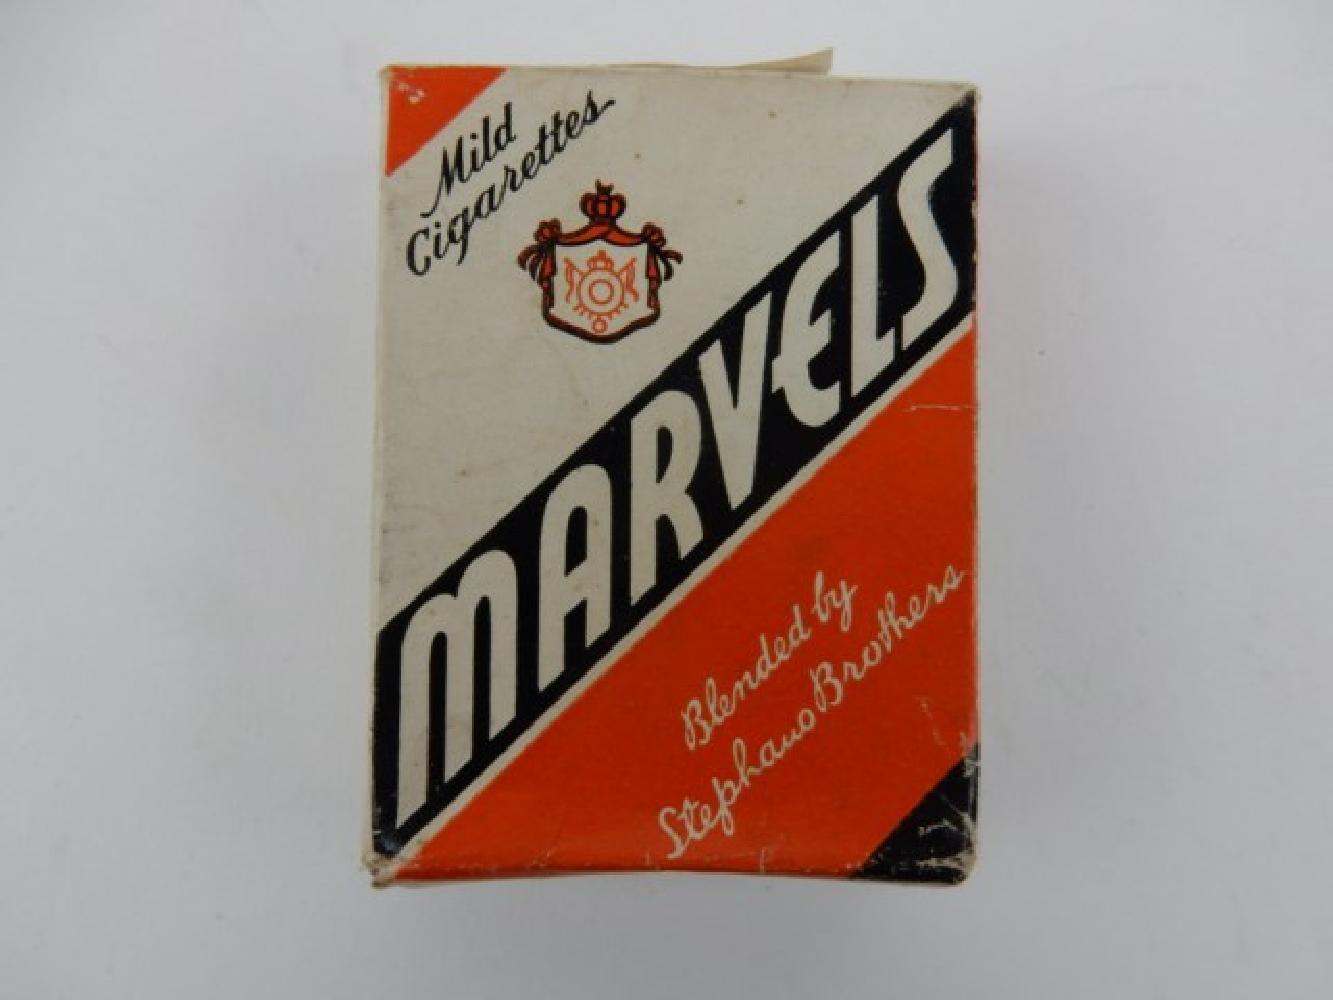 Mild
Cigarettes
MARVELS
Blended by
Stephano Brothers